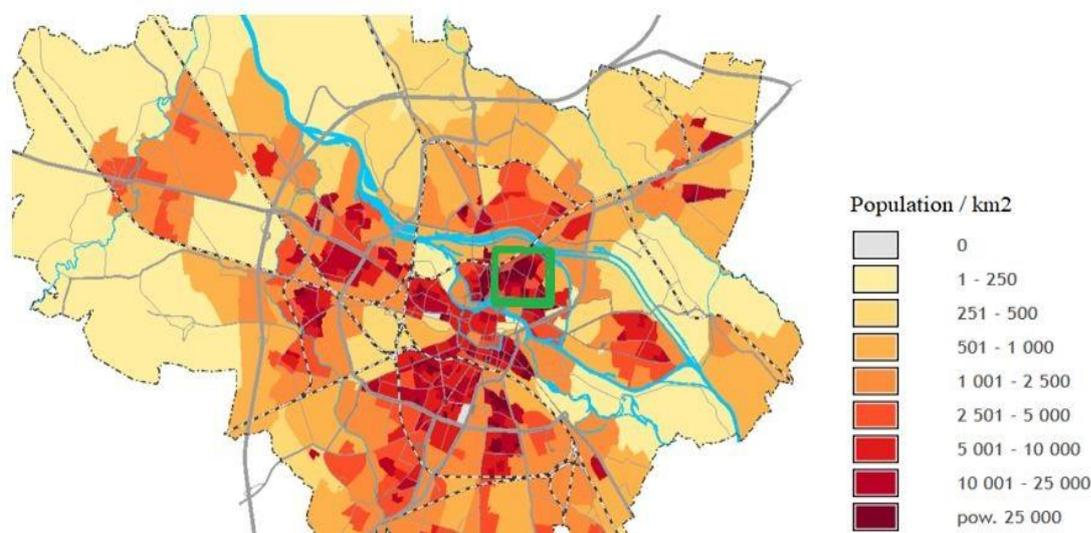 Population / km2
0
1 - 250
251 - 500
501 - 1 000
1 001 - 2 500
2 501 - 5 000
5 001 - 10 000
10 001 - 25 000
pow. 25 000